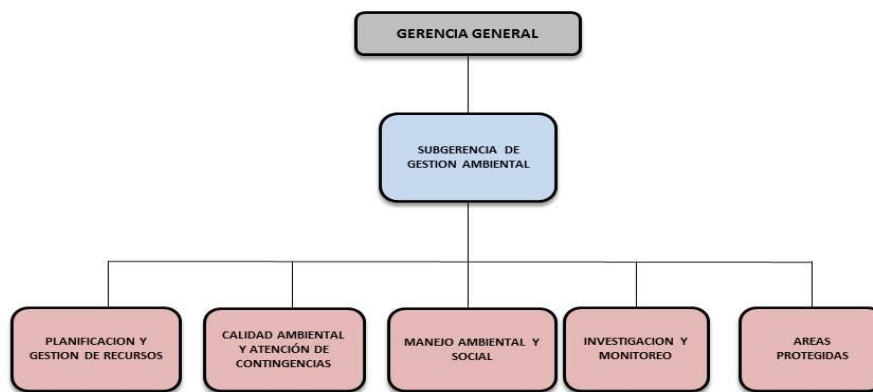 GERENCIA GENERAL
SUBGERENCIA DE
GESTION AMBIENTAL
PLANIFICACION Y
GESTION DE RECURSOS
CALIDAD AMBIENTAL
Y ATENCIÓN DE
CONTINGENCIAS
MANEJO AMBIENTAL Y
SOCIAL
INVESTIGACION Y
MONITOREO
AREAS
PROTEGIDAS